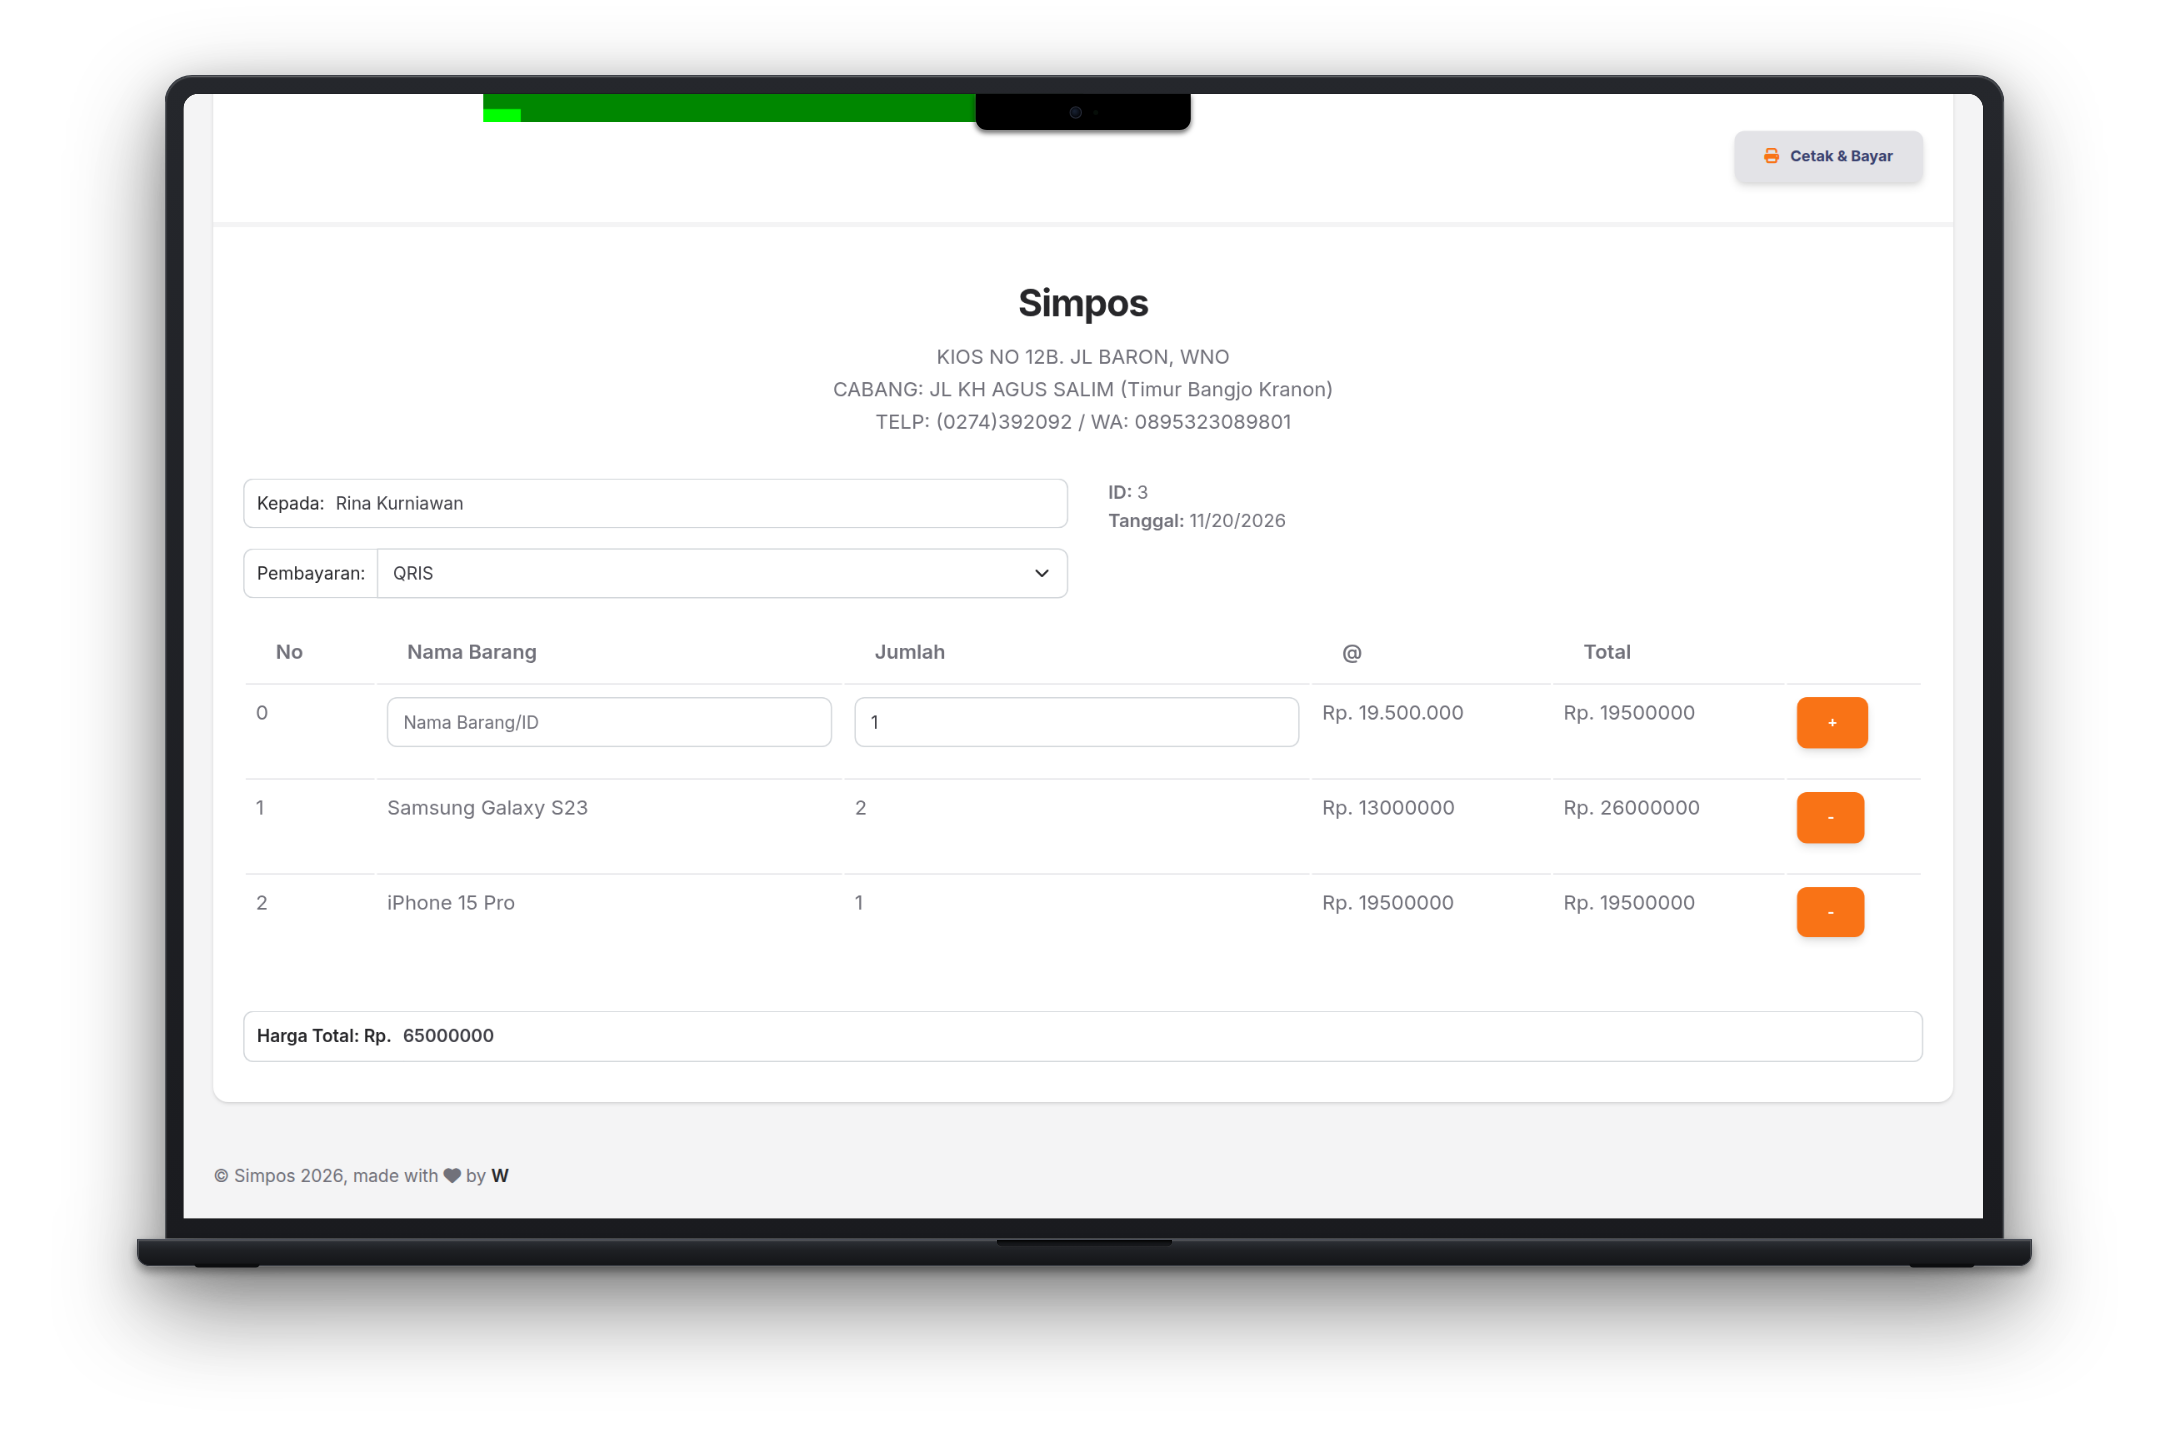 Cetak & Bayar
Simpos
KIOS NO 12B. JL BARON, WNO
CABANG: JL KH AGUS SALIM (Timur Bangjo Kranon)
TELP: (0274)392092 / WA: 0895323089801
Kepada: Rina Kurniawan
ID: 3
Tanggal: 11/20/2026
Pembayaran: QRIS
No Nama Barang Jumlah @ Total
0 Nama Barang/ID 1 Rp. 19.500.000 Rp. 19500000 +
1 Samsung Galaxy S23 2 Rp. 13000000 Rp. 26000000 -
2 iPhone 15 Pro 1 Rp. 19500000 Rp. 19500000 -
Harga Total: Rp. 65000000
© Simpos 2026, made with ♥ by W